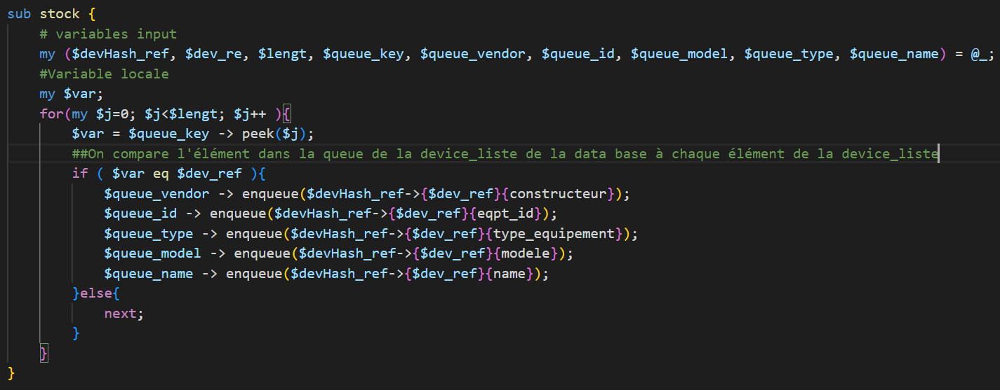 sub stock {
# variables input
my ($devHash_ref, $dev_re, $lengt, $queue_key, $queue_vendor, $queue_id, $queue_model, $queue_type, $queue_name) = @_;
#Variable locale
my $var;
for(my $j=0; $j<$lengt; $j++ ){
$var = $queue_key -> peek($j);
##On compare l'élément dans la queue de la device_liste de la data base à chaque élément de la device_liste
if ( $var eq $dev_ref ){
$queue_vendor -> enqueue($devHash_ref->{$dev_ref}{constructeur});
$queue_id -> enqueue($devHash_ref->{$dev_ref}{eqpt_id});
$queue_type -> enqueue($devHash_ref->{$dev_ref}{type_equipement});
$queue_model -> enqueue($devHash_ref->{$dev_ref}{modele});
$queue_name -> enqueue($devHash_ref->{$dev_ref}{name});
}else{
next;
}
}
}